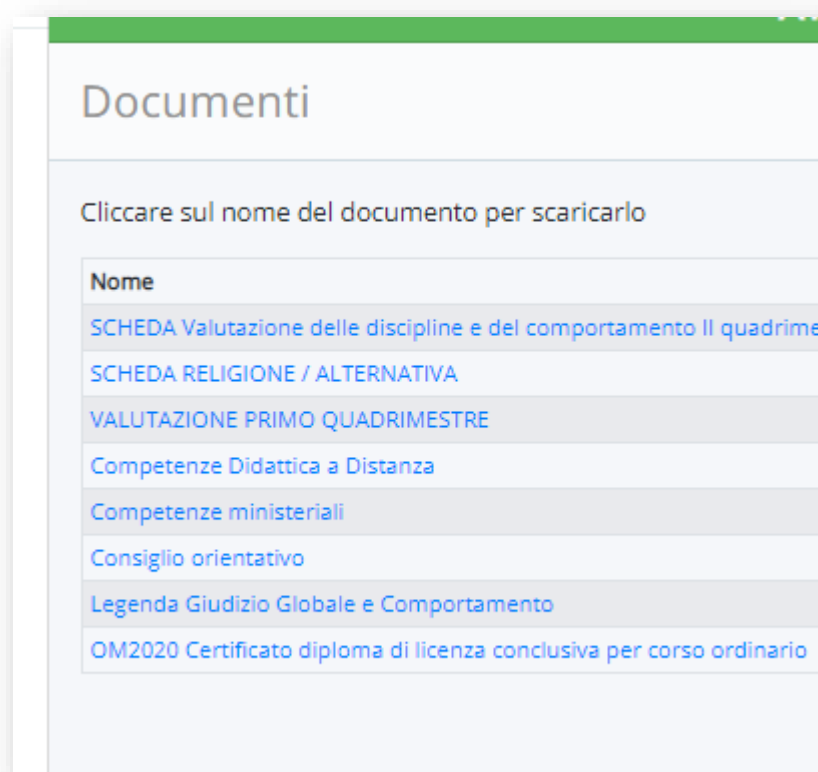 Documenti
Cliccare sul nome del documento per scaricarlo
Nome
SCHEDA Valutazione delle discipline e del comportamento II
SCHEDA RELIGIONE / ALTERNATIVA
VALUTAZIONE PRIMO QUADRIMESTRE
Competenze Didattica a Distanza
Competenze ministeriali
Consiglio orientativo
Legenda Giudizio Globale e Comportamento
OM2020 Certificato diploma di licenza conclusiva per corso ordinario